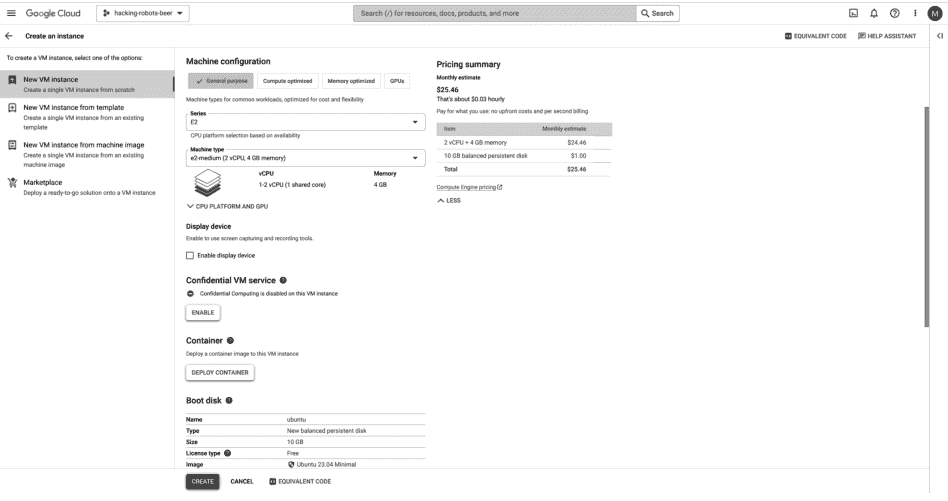 Google Cloud
hacking-robots-beer
Search (/) for resources, docs, products, and more
Search
M
Create an instance
EQUIVALENT CODE
HELP ASSISTANT
To create a VM instance, select one of the options:
New VM instance
Create a single VM instance from scratch
New VM instance from template
Create a single VM instance from an existing
template
New VM instance from machine image
Create a single VM instance from an existing
machine image
Marketplace
Deploy a ready-to-go solution onto a VM instance
Machine configuration
General purpose
Compute optimized
Memory optimized
GPUs
Machine types for common workloads, optimized for cost and flexibility
Series
E2
CPU platform selection based on availability
Machine type
e2-medium (2 vCPU, 4 GB memory)
vCPU Memory
1-2 vCPU (1 shared core) 4 GB
CPU PLATFORM AND GPU
Display device
Enable to use screen capturing and recording tools.
Enable display device
Confidential VM service
Confidential Computing is disabled on this VM instance
ENABLE
Container
Deploy a container image to this VM instance
DEPLOY CONTAINER
Boot disk
Name ubuntu
Type New balanced persistent disk
Size 10 GB
License type Free
Image Ubuntu 23.04 Minimal
CREATE CANCEL EQUIVALENT CODE
Pricing summary
Monthly estimate
$25.46
That's about $0.03 hourly
Pay for what you use: no upfront costs and per second billing
Item Monthly estimate
2 vCPU + 4 GB memory $24.46
10 GB balanced persistent disk $1.00
Total $25.46
Compute Engine pricing
LESS